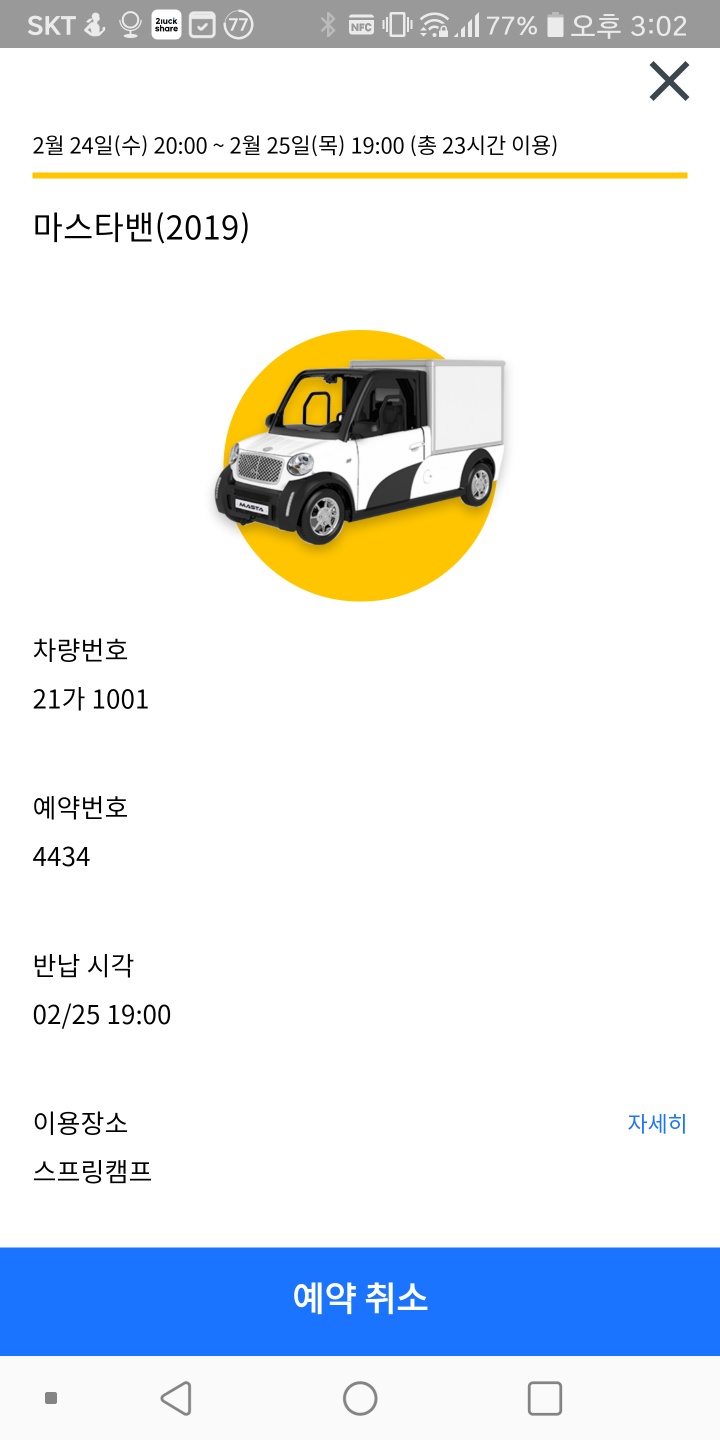 SKT 2luck share 77 NFC 77% 오후 3:02
2월 24일(수) 20:00 ~ 2월 25일(목) 19:00 (총 23시간 이용)
마스타밴(2019)
MASTA
차량번호
21가 1001
예약번호
4434
반납 시각
02/25 19:00
이용장소 자세히
스프링캠프
예약 취소